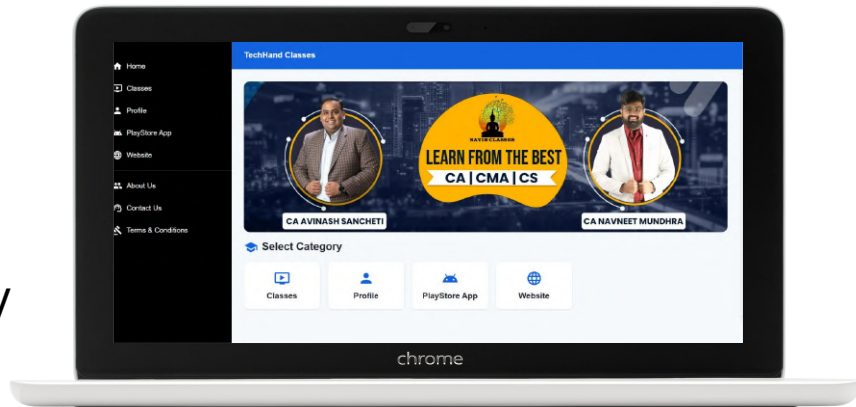 Home
Classes
Profile
PlayStore App
Website
About Us
Contact Us
Terms & Conditions
TechHand Classes
NAVIN CLASSES
LEARN FROM THE BEST
CA | CMA | CS
CA AVINASH SANCHETI
CA NAVNEET MUNDHRA
Select Category
Classes
Profile
PlayStore App
Website
y
chrome